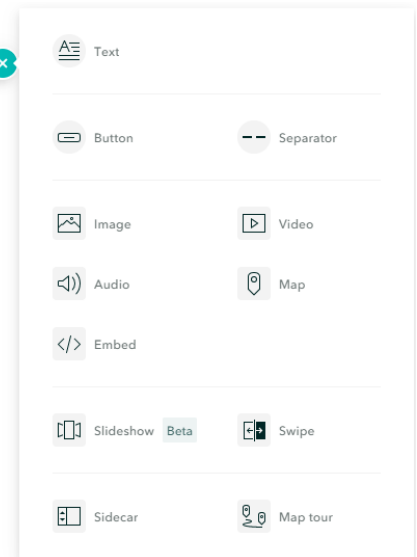 Text
Button
Separator
Image
Video
Audio
Map
Embed
Slideshow Beta
Swipe
Sidecar
Map tour